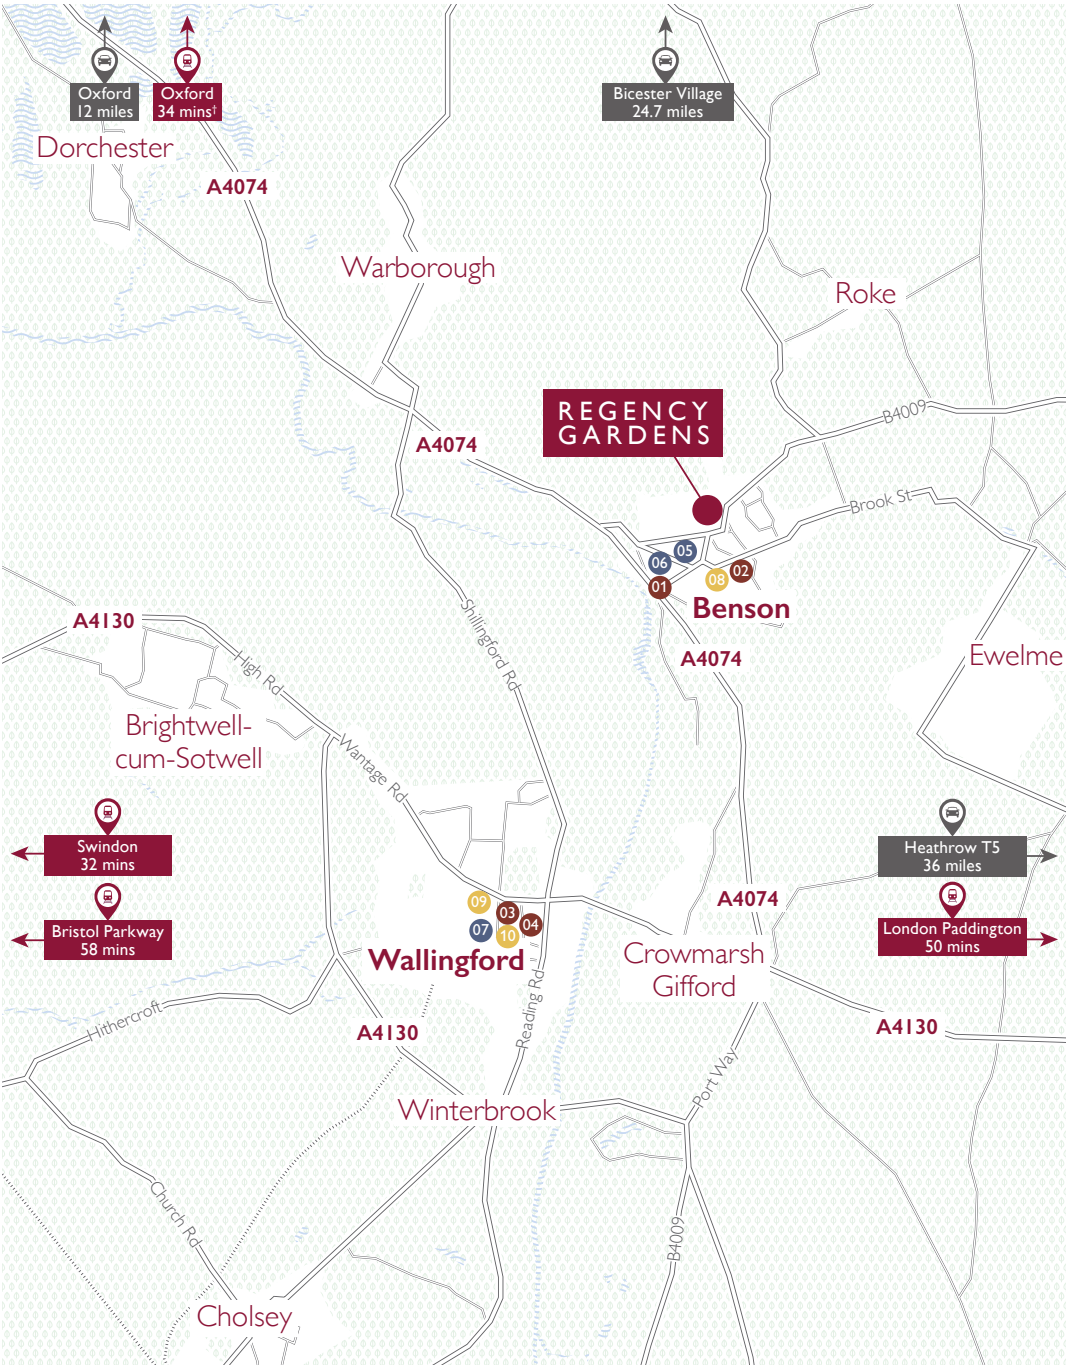 Oxford
12 miles
Oxford
34 mins†
Bicester Village
24.7 miles
Dorchester
A4074
Warborough
Roke
REGENCY
GARDENS
B4009
A4074
Brook St
05
06
02
08
01
Benson
A4130
Shillingford Rd
A4074
Ewelme
High Rd
Brightwell-
cum-Sotwell
Wantage Rd
Swindon
32 mins
Heathrow T5
36 miles
09
03
04
07
10
A4074
Bristol Parkway
58 mins
London Paddington
50 mins
Wallingford
Crowmarsh
Gifford
Reading Rd
Hithercroft
A4130
A4130
Port Way
Winterbrook
Church Rd
B4009
Cholsey